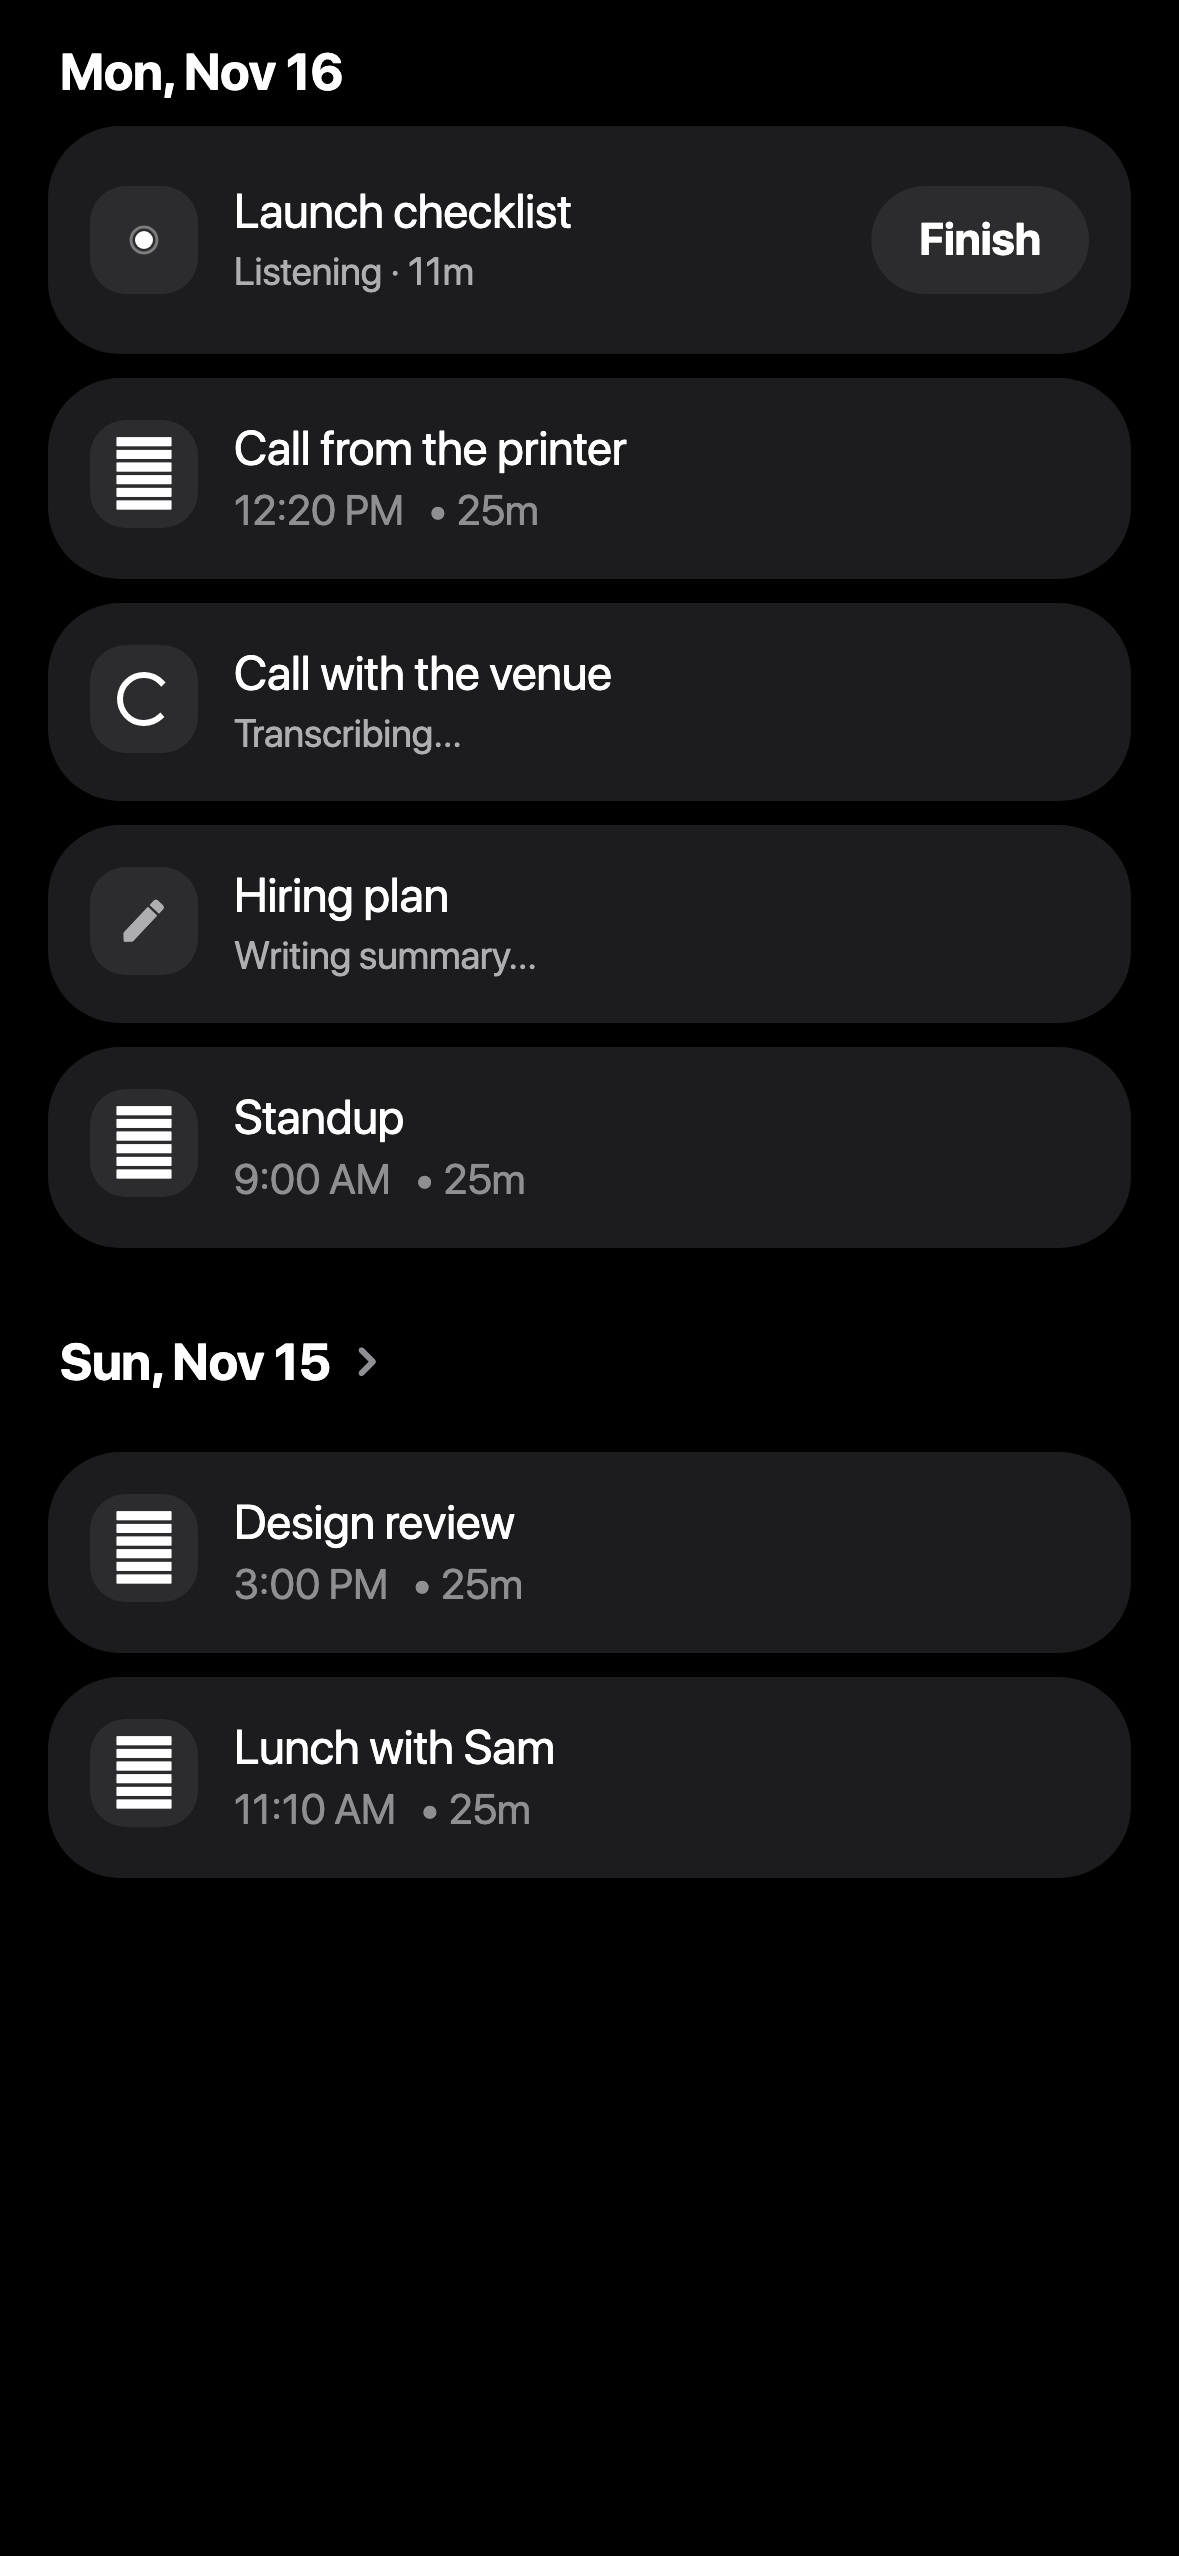 Mon, Nov 16
Launch checklist
Listening · 11m
Finish
Call from the printer
12:20 PM • 25m
Call with the venue
Transcribing...
Hiring plan
Writing summary...
Standup
9:00 AM • 25m
Sun, Nov 15
Design review
3:00 PM • 25m
Lunch with Sam
11:10 AM • 25m